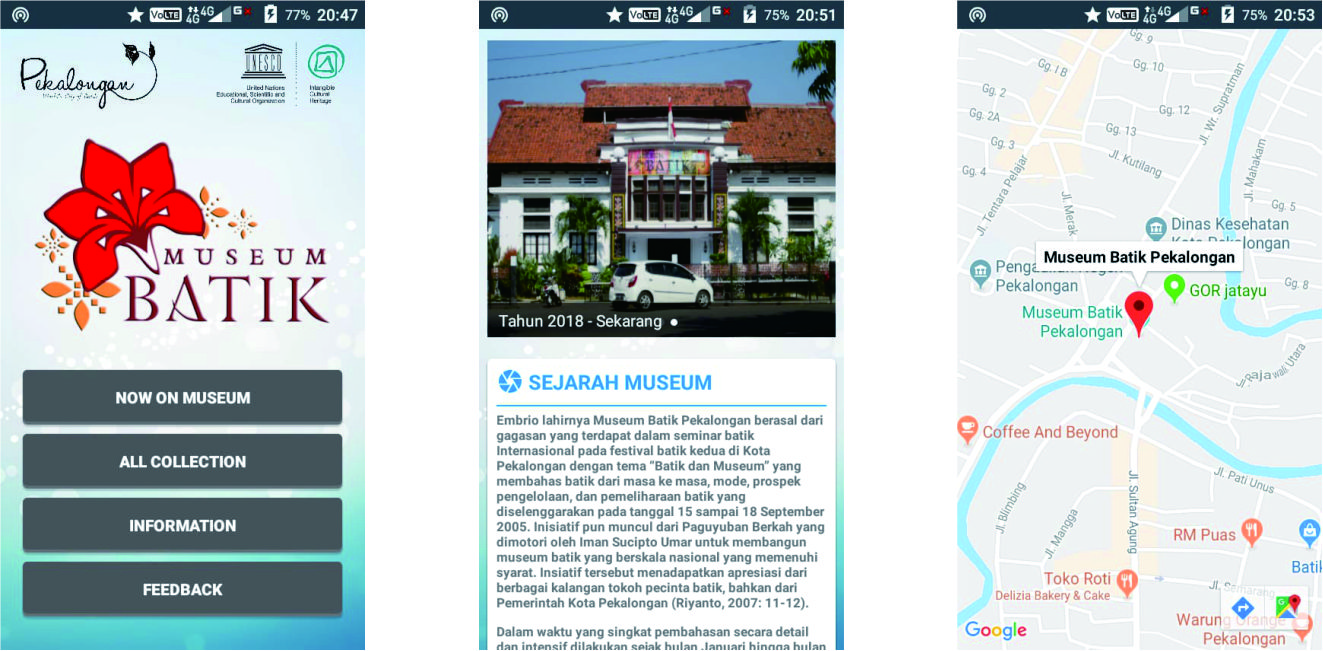 VoLTE 4G 4G G 77% 20:47
Pekalongan
UNESCO
United Nations
Educational, Scientific and
Cultural Organization
Intangible
Cultural
Heritage
MUSEUM
BATIK
NOW ON MUSEUM
ALL COLLECTION
INFORMATION
FEEDBACK
VoLTE 4G 4G G 75% 20:51
MUSEUM
BATIK
Tahun 2018 - Sekarang
SEJARAH MUSEUM
Embrio lahirnya Museum Batik Pekalongan berasal dari
gagasan yang terdapat dalam seminar batik
Internasional pada festival batik kedua di Kota
Pekalongan dengan tema “Batik dan Museum” yang
membahas batik dari masa ke masa, mode, prospek
pengelolaan, dan pemeliharaan batik yang
diselenggarakan pada tanggal 15 sampai 18 September
2005. Inisiatif pun muncul dari Paguyuban Berkah yang
dimotori oleh Iman Sucipto Umar untuk membangun
museum batik yang berskala nasional yang memenuhi
syarat. Insiatif tersebut menadapatkan apresiasi dari
berbagai kalangan tokoh pecinta batik, bahkan dari
Pemerintah Kota Pekalongan (Riyanto, 2007: 11-12).
Dalam waktu yang singkat pembahasan secara detail
dan intensif dilakukan sejak bulan Januari hingga bulan
VoLTE 4G 4G G 75% 20:53
Gg. 9
Gg. 1B
Gg. 10
Gg. 2
Gg. 12
Gg. 2A
Gg. 13
Gg. 3
Gg. 4
Jl. Wr. Supratman
Jl. Kutilang
Jl. Mahakam
Jl. Tentara Pelajar
Jl. Merak
Gg. 5
Dinas Kesehatan
Kota Pekalongan
Museum Batik Pekalongan
Pengadilan Negeri
Pekalongan
Gg. 8
GOR jatayu
Museum Batik
Pekalongan
Jl. Rajawali Utara
Coffee And Beyond
Jl. Pati Unus
Jl. Blimbing
Jl. Mangga
Jl. Sultan Agung
RM Puas
Batik
Toko Roti
Delizia Bakery & Cake
Jl. Semarang
Warung Orange
Pekalongan
Google